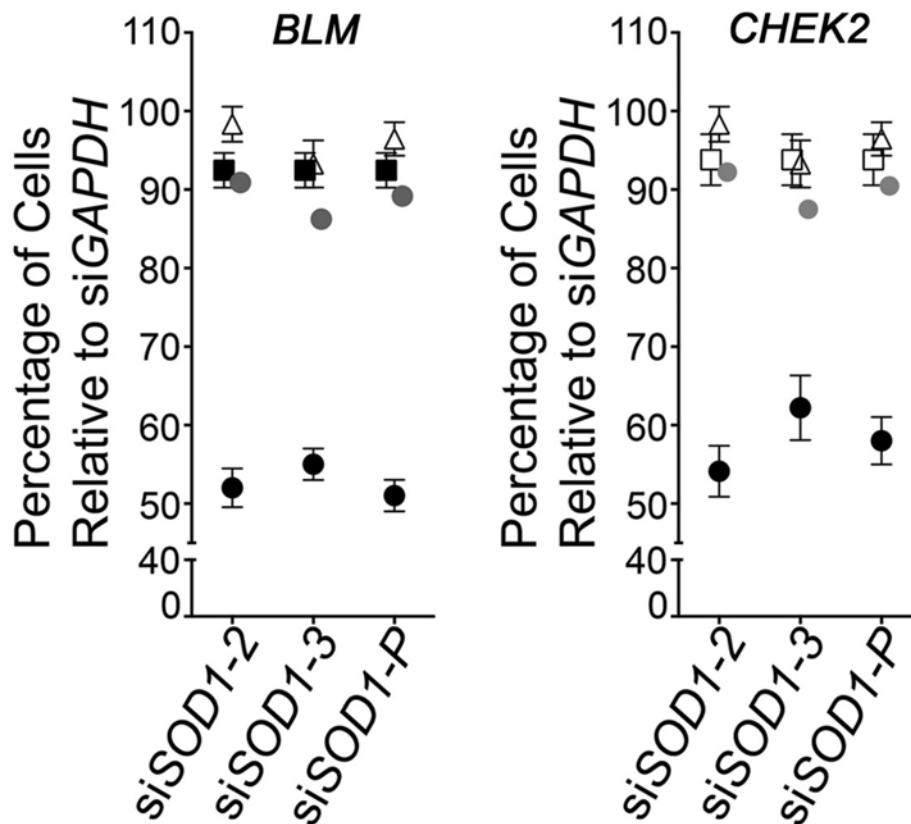 BLM
Percentage of Cells
Relative to siGAPDH
110
100
90
80
70
60
50
40
0
siSOD1-2
siSOD1-3
siSOD1-P
CHEK2
Percentage of Cells
Relative to siGAPDH
110
100
90
80
70
60
50
40
0
siSOD1-2
siSOD1-3
siSOD1-P